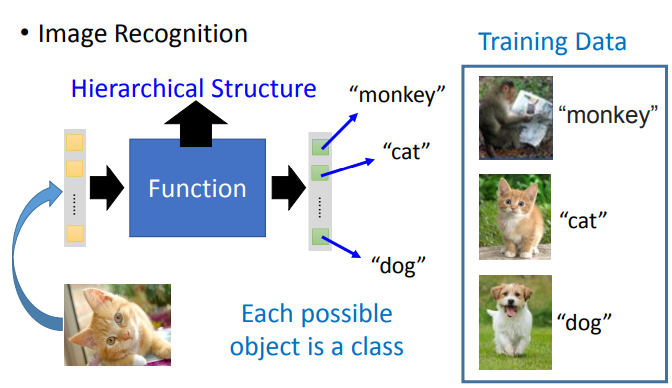 • Image Recognition
Training Data
Hierarchical Structure
“monkey”
“cat”
Function
......
......
“dog”
Each possible
object is a class
“monkey”
“cat”
“dog”